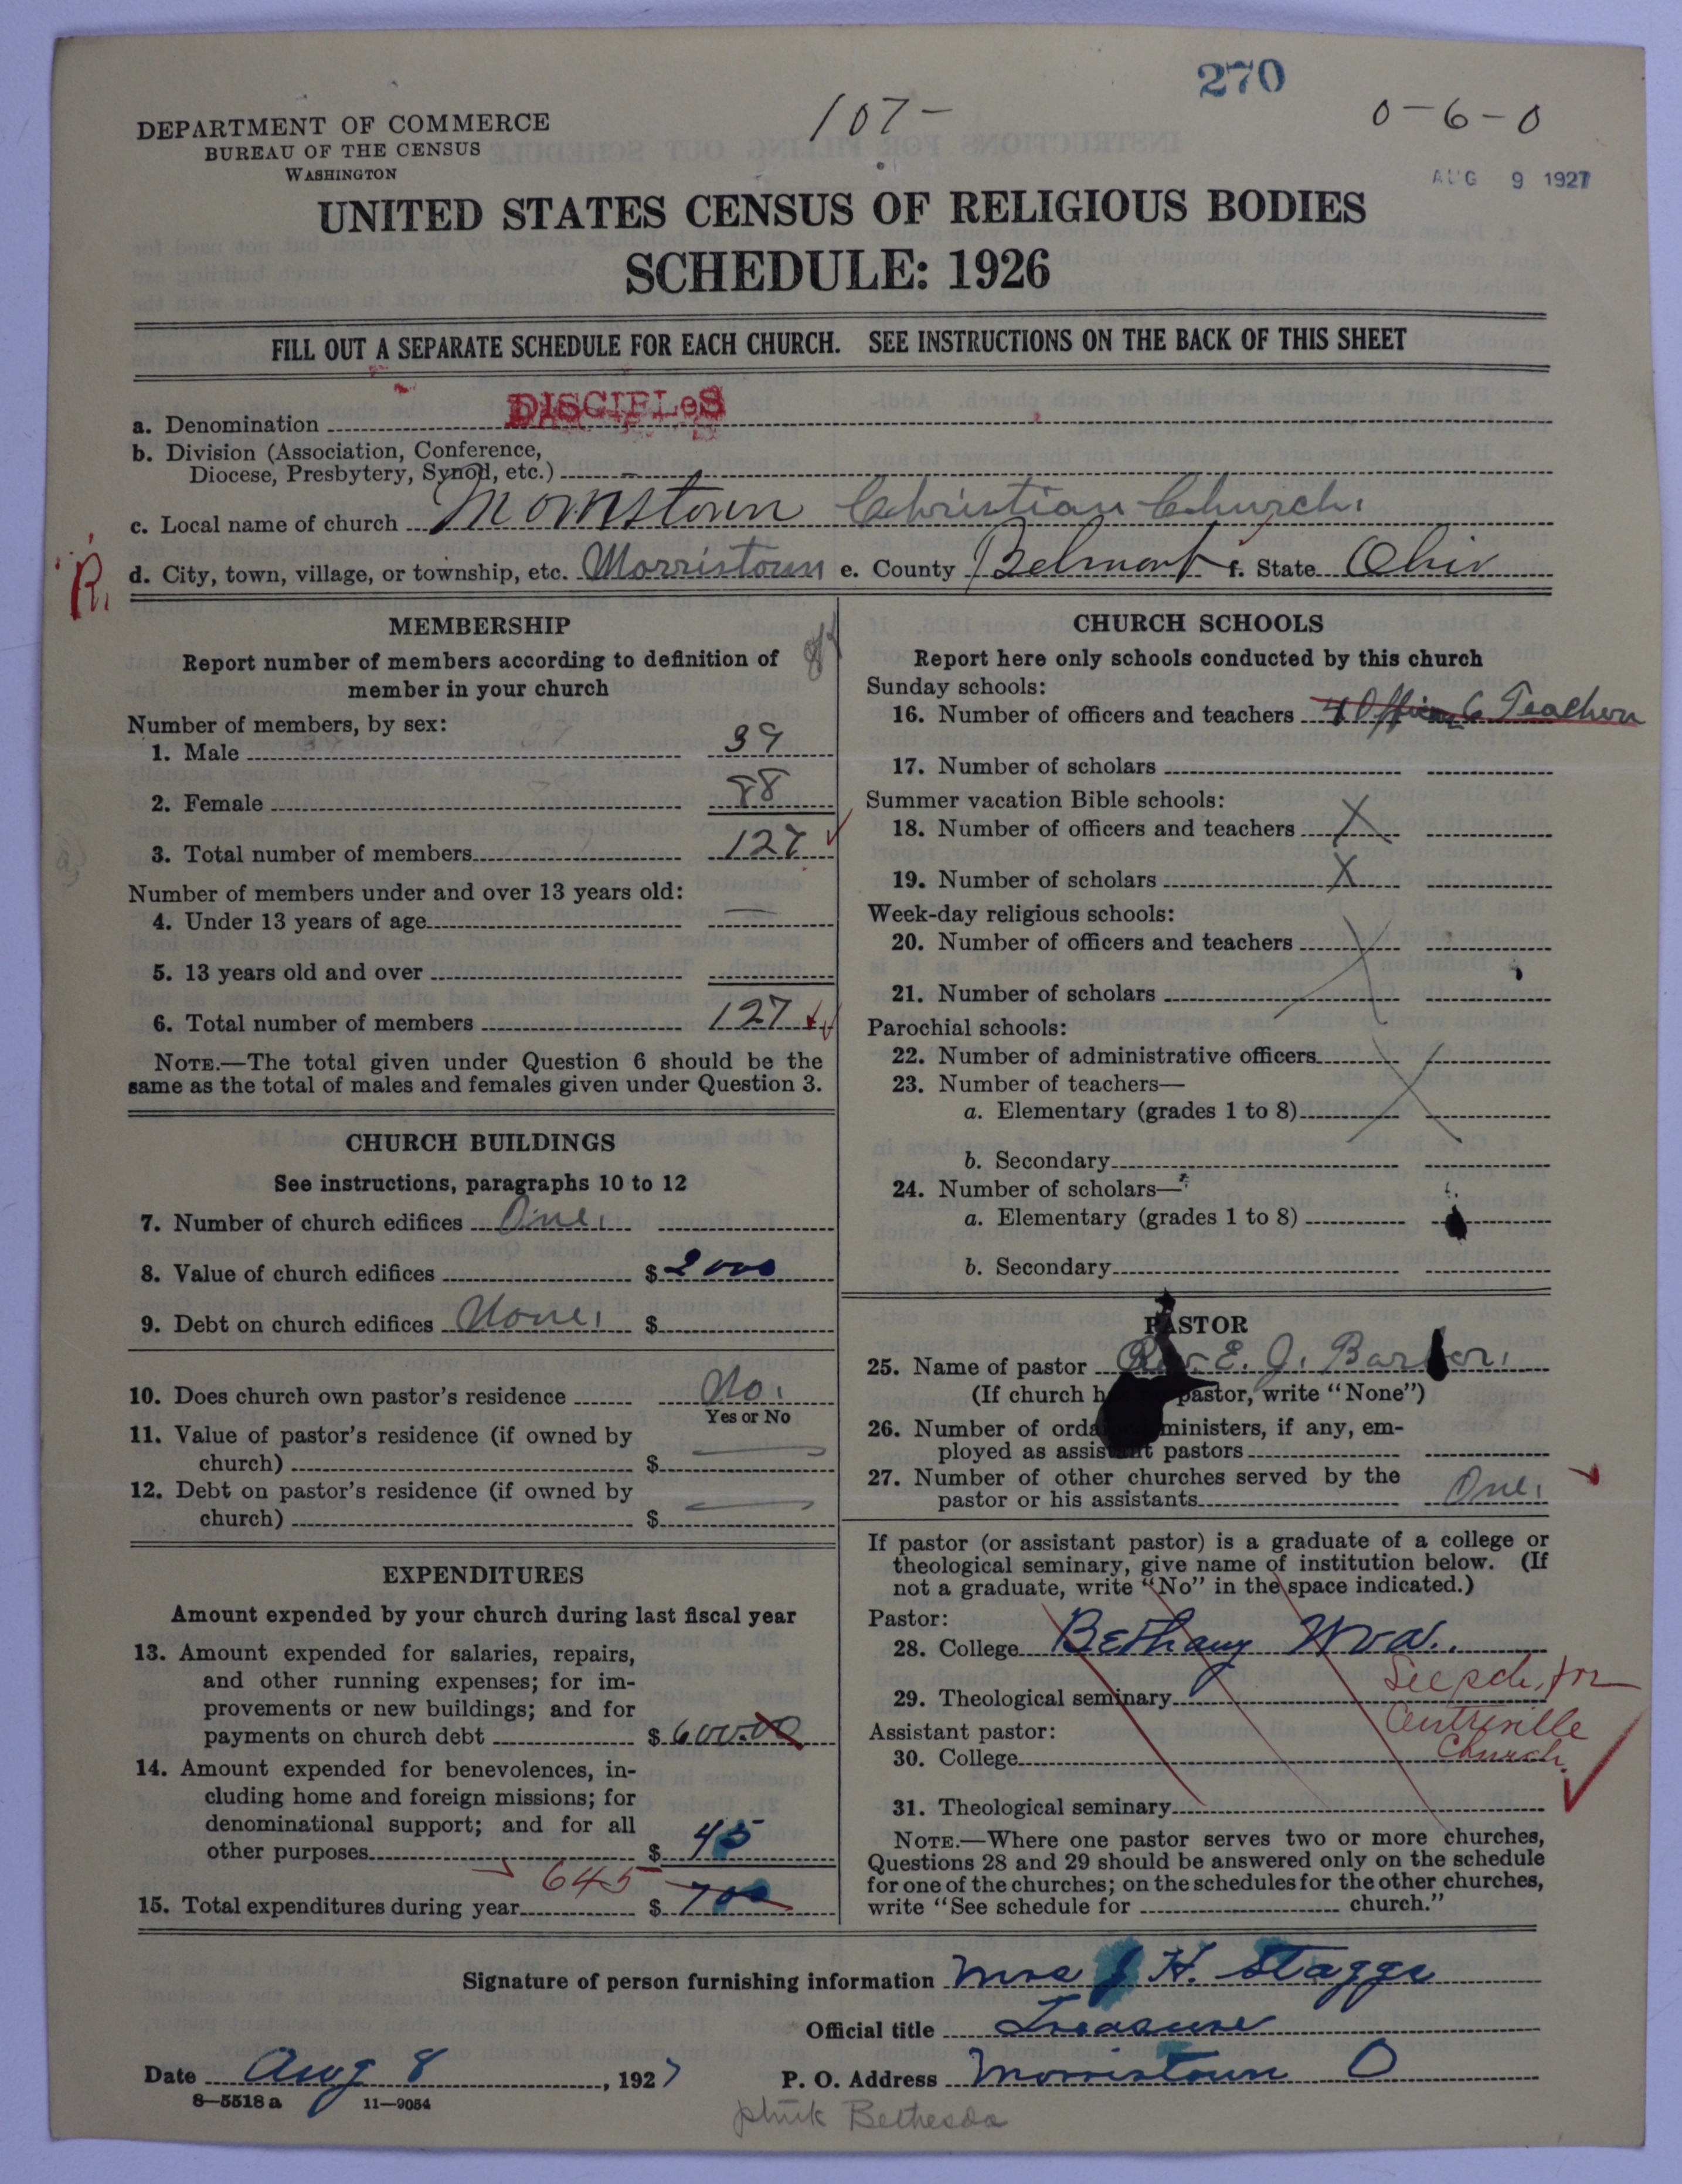 270
107-
0-6-0
DEPARTMENT OF COMMERCE
BUREAU OF THE CENSUS
WASHINGTON
AUG 9 1927
UNITED STATES CENSUS OF RELIGIOUS BODIES
SCHEDULE: 1926
FILL OUT A SEPARATE SCHEDULE FOR EACH CHURCH. SEE INSTRUCTIONS ON THE BACK OF THIS SHEET
a. Denomination DISCIPLeS
b. Division (Association, Conference,
Diocese, Presbytery, Synod, etc.)
c. Local name of church Morristown Christian Church.
R. d. City, town, village, or township, etc. Morristown e. County Belmont f. State Ohio
MEMBERSHIP
Report number of members according to definition of
member in your church
Number of members, by sex:
1. Male 39
2. Female 88
3. Total number of members 127
Number of members under and over 13 years old:
4. Under 13 years of age —
5. 13 years old and over
6. Total number of members 127
NOTE.—The total given under Question 6 should be the
same as the total of males and females given under Question 3.
CHURCH BUILDINGS
See instructions, paragraphs 10 to 12
7. Number of church edifices One.
8. Value of church edifices $ 2000
9. Debt on church edifices None. $
10. Does church own pastor's residence No.
Yes or No
11. Value of pastor's residence (if owned by
church) $ —
12. Debt on pastor's residence (if owned by
church) $ —
EXPENDITURES
Amount expended by your church during last fiscal year
13. Amount expended for salaries, repairs,
and other running expenses; for im-
provements or new buildings; and for
payments on church debt $ 600.00
14. Amount expended for benevolences, in-
cluding home and foreign missions; for
denominational support; and for all
other purposes $ 45
645
15. Total expenditures during year $ 700
CHURCH SCHOOLS
Report here only schools conducted by this church
Sunday schools:
16. Number of officers and teachers 4 Officers 6 Teachers
17. Number of scholars
Summer vacation Bible schools:
18. Number of officers and teachers X
19. Number of scholars X
Week-day religious schools:
20. Number of officers and teachers
21. Number of scholars
Parochial schools:
22. Number of administrative officers
23. Number of teachers—
a. Elementary (grades 1 to 8)
b. Secondary
24. Number of scholars—
a. Elementary (grades 1 to 8)
b. Secondary
PASTOR
25. Name of pastor Rev. E. J. Barber.
(If church h pastor, write "None")
26. Number of orda ministers, if any, em-
ployed as assistant pastors
27. Number of other churches served by the
pastor or his assistants One.
If pastor (or assistant pastor) is a graduate of a college or
theological seminary, give name of institution below. (If
not a graduate, write "No" in the space indicated.)
Pastor:
28. College Bethany W va.
See sch. for
29. Theological seminary
Centreville
Assistant pastor:
Church.
30. College
31. Theological seminary
NOTE.—Where one pastor serves two or more churches,
Questions 28 and 29 should be answered only on the schedule
for one of the churches; on the schedules for the other churches,
write "See schedule for church."
Signature of person furnishing information Mrs J H. Staggs
Official title Treasure
Date Aug 8, 1927 P. O. Address Morristown O
8—5518 a 11—9054
Bethesda